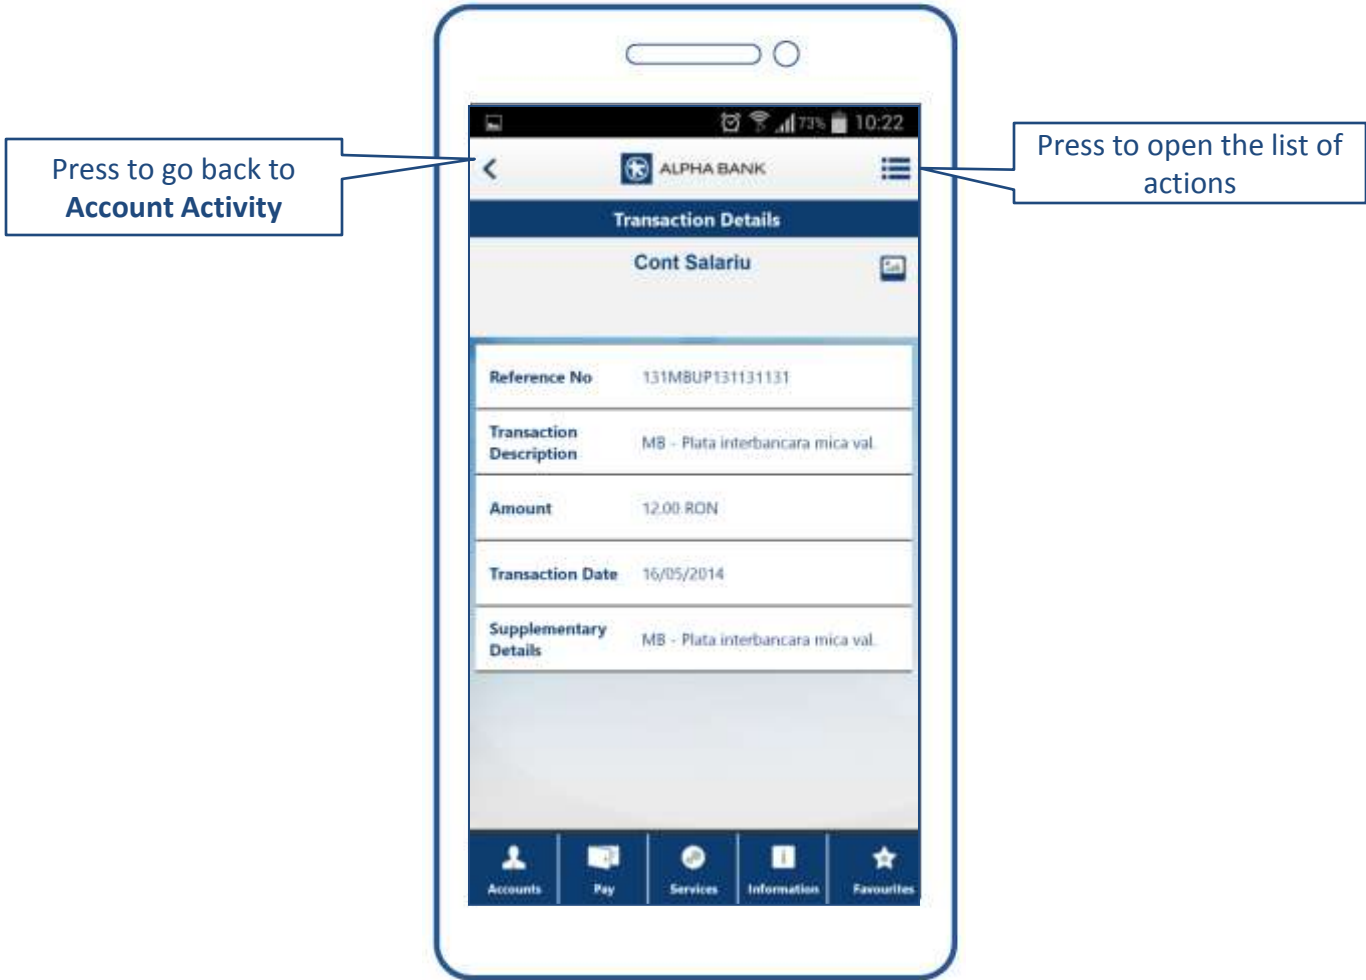 73% 10:22
Press to go back to
Account Activity
ALPHA BANK
Press to open the list of
actions
Transaction Details
Cont Salariu
Reference No 131MBUP131131131
Transaction
Description MB - Plata interbancara mica val.
Amount 12.00 RON
Transaction Date 16/05/2014
Supplementary
Details MB - Plata interbancara mica val.
Accounts Pay Services Information Favourites